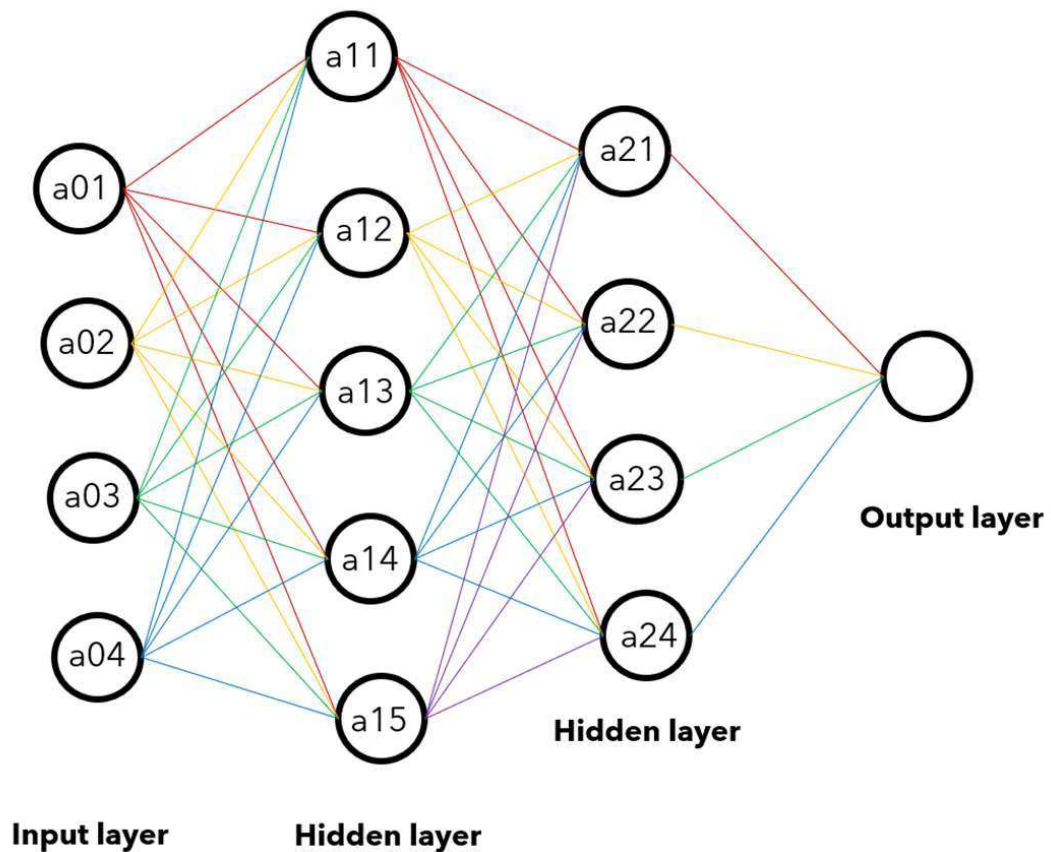 a01
a02
a03
a04
Input layer
a11
a12
a13
a14
a15
Hidden layer
a21
a22
a23
a24
Hidden layer
Output layer